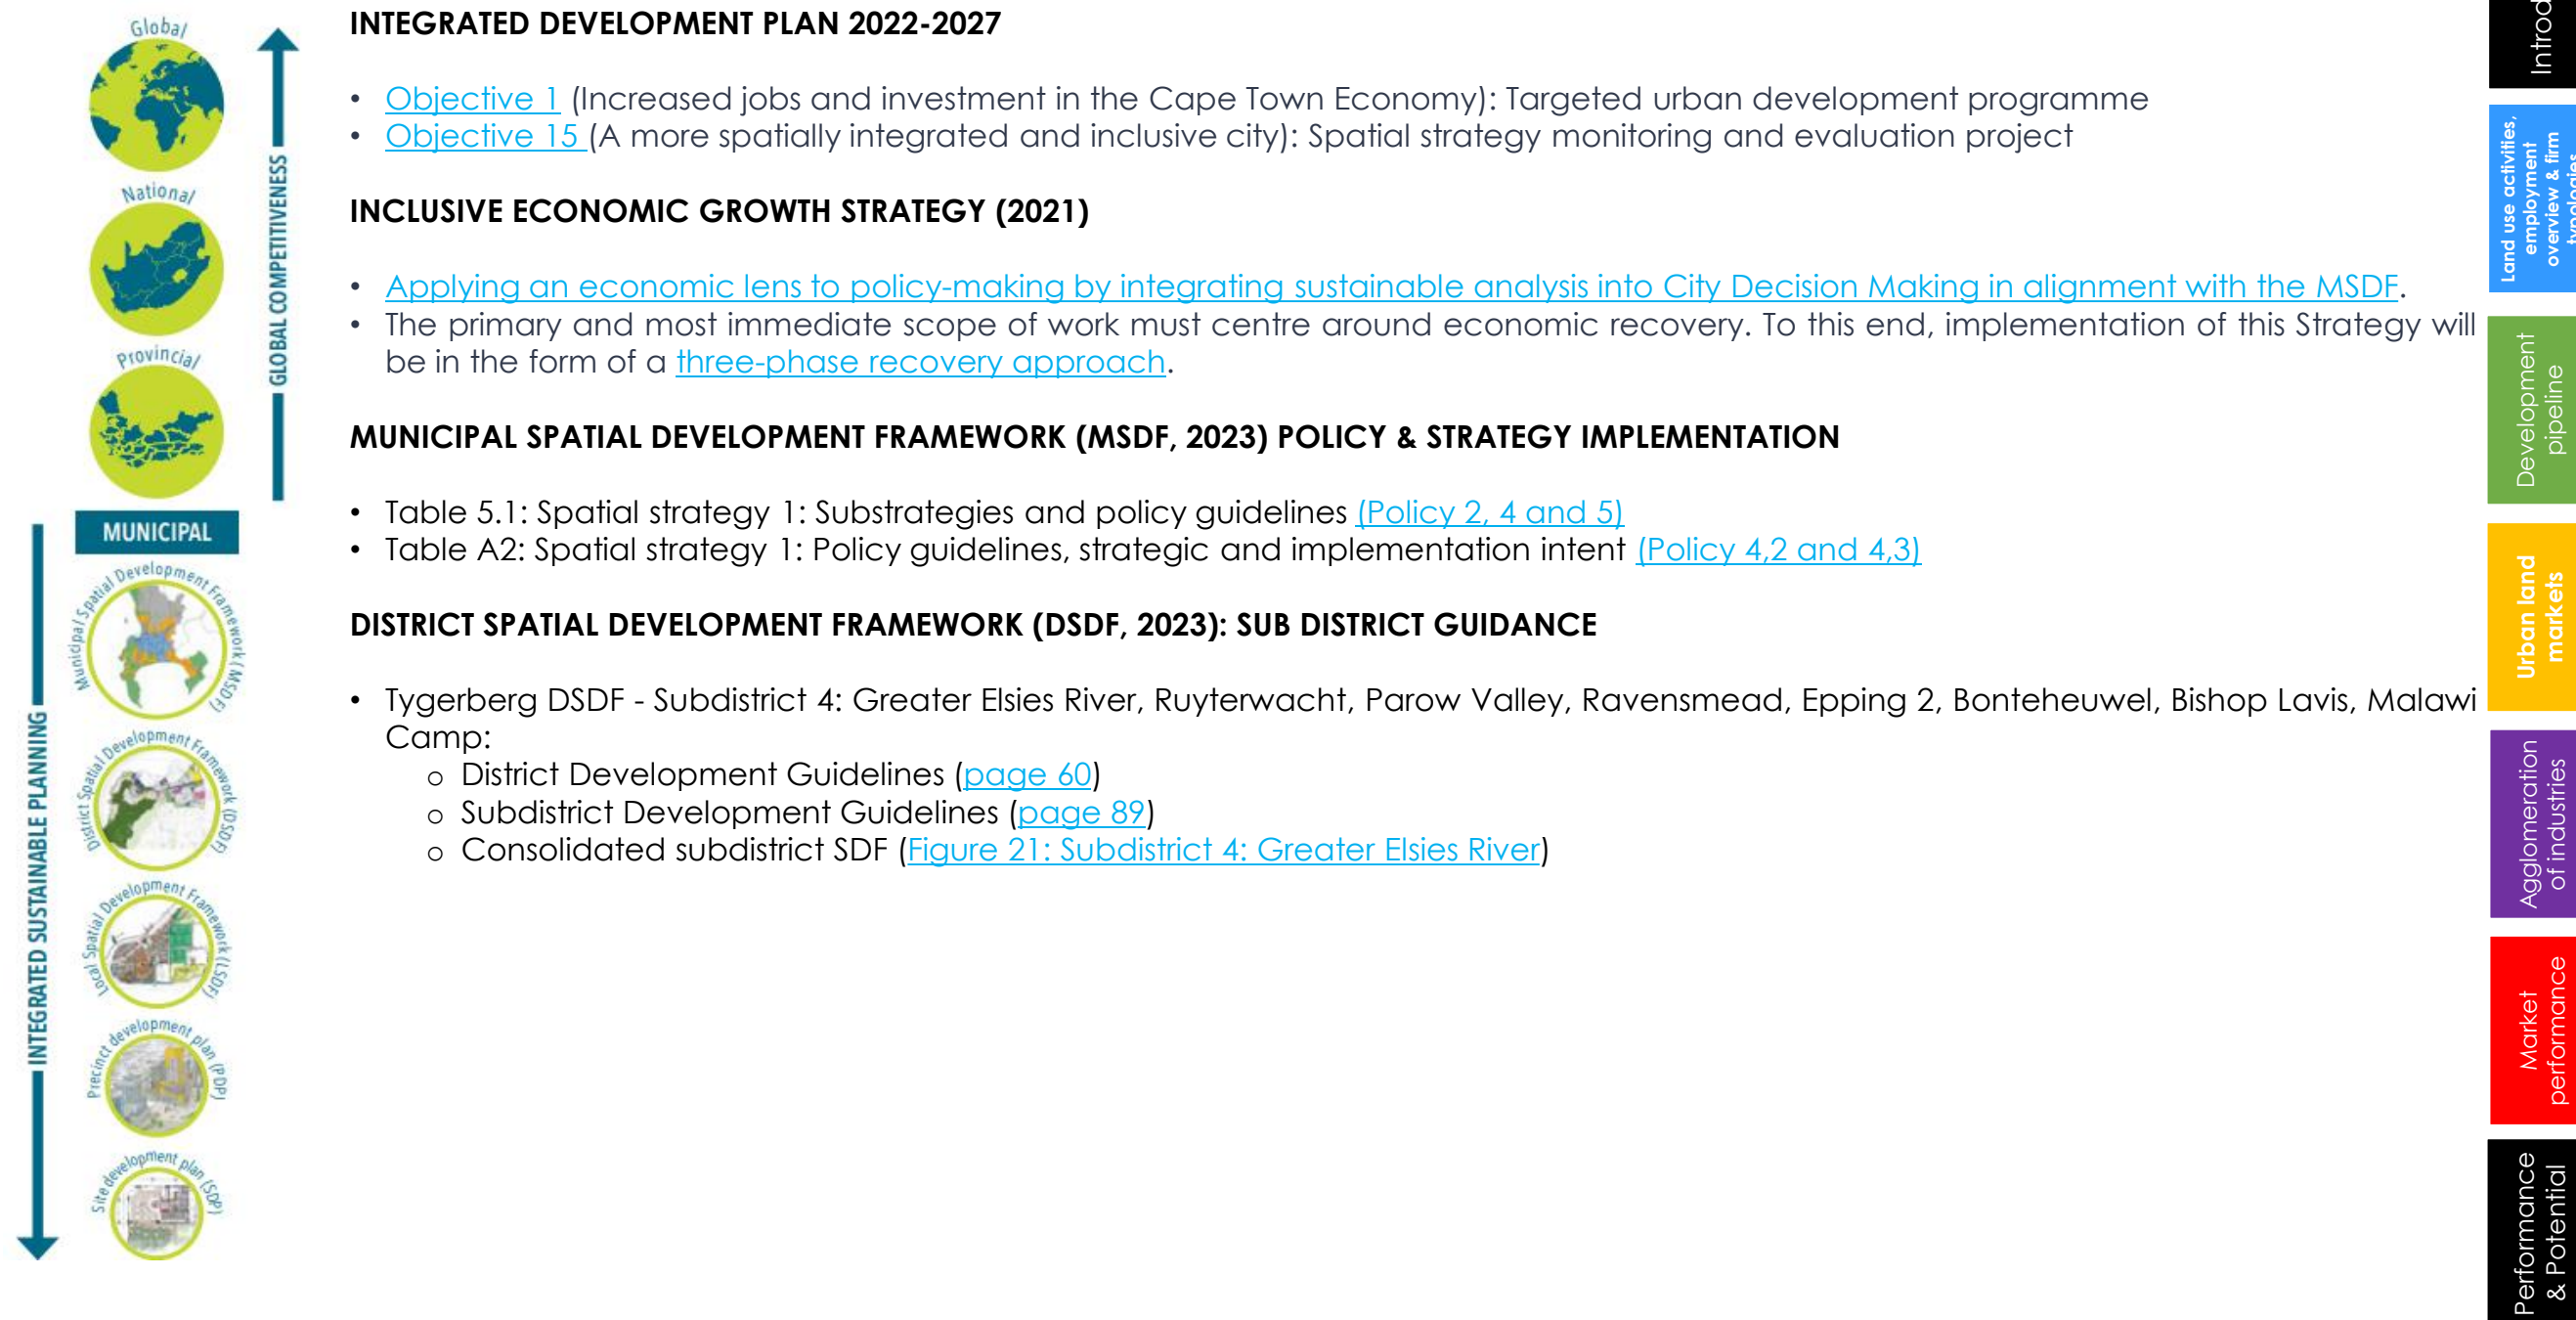 Global
National
Provincial
GLOBAL COMPETITIVENESS
MUNICIPAL
INTEGRATED SUSTAINABLE PLANNING
Municipal Spatial Development Framework (MSDF)
District Spatial Development Framework (DSDF)
Local Spatial Development Framework (LSDF)
Precinct development plan (PDP)
Site development plan (SDP)
INTEGRATED DEVELOPMENT PLAN 2022-2027
• Objective 1 (Increased jobs and investment in the Cape Town Economy): Targeted urban development programme
• Objective 15 (A more spatially integrated and inclusive city): Spatial strategy monitoring and evaluation project
INCLUSIVE ECONOMIC GROWTH STRATEGY (2021)
• Applying an economic lens to policy-making by integrating sustainable analysis into City Decision Making in alignment with the MSDF.
• The primary and most immediate scope of work must centre around economic recovery. To this end, implementation of this Strategy will
be in the form of a three-phase recovery approach.
MUNICIPAL SPATIAL DEVELOPMENT FRAMEWORK (MSDF, 2023) POLICY & STRATEGY IMPLEMENTATION
• Table 5.1: Spatial strategy 1: Substrategies and policy guidelines (Policy 2, 4 and 5)
• Table A2: Spatial strategy 1: Policy guidelines, strategic and implementation intent (Policy 4,2 and 4,3)
DISTRICT SPATIAL DEVELOPMENT FRAMEWORK (DSDF, 2023): SUB DISTRICT GUIDANCE
• Tygerberg DSDF - Subdistrict 4: Greater Elsies River, Ruyterwacht, Parow Valley, Ravensmead, Epping 2, Bonteheuwel, Bishop Lavis, Malawi
Camp:
o District Development Guidelines (page 60)
o Subdistrict Development Guidelines (page 89)
o Consolidated subdistrict SDF (Figure 21: Subdistrict 4: Greater Elsies River)
Introd
Land use activities,
employment
overview & firm
typologies
Development
pipeline
Urban land
markets
Agglomeration
of industries
Market
performance
Performance
& Potential